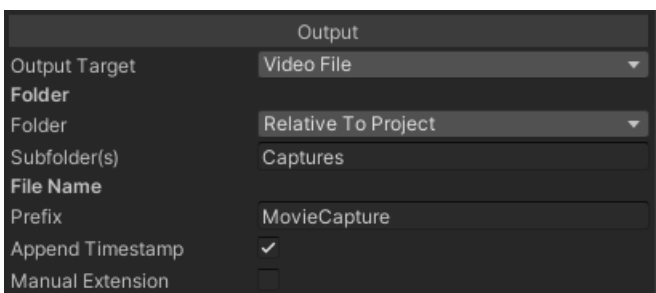 Output
Output Target Video File
Folder
Folder Relative To Project
Subfolder(s) Captures
File Name
Prefix MovieCapture
Append Timestamp
Manual Extension